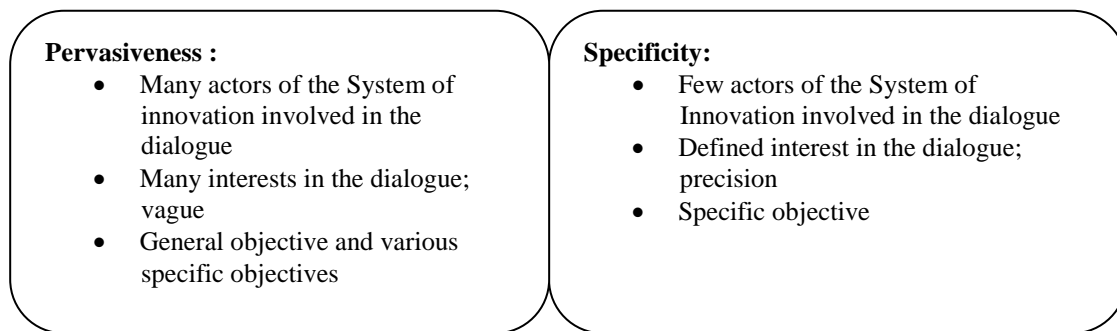 Pervasiveness :
• Many actors of the System of
innovation involved in the
dialogue
• Many interests in the dialogue;
vague
• General objective and various
specific objectives
Specificity:
• Few actors of the System of
Innovation involved in the dialogue
• Defined interest in the dialogue;
precision
• Specific objective